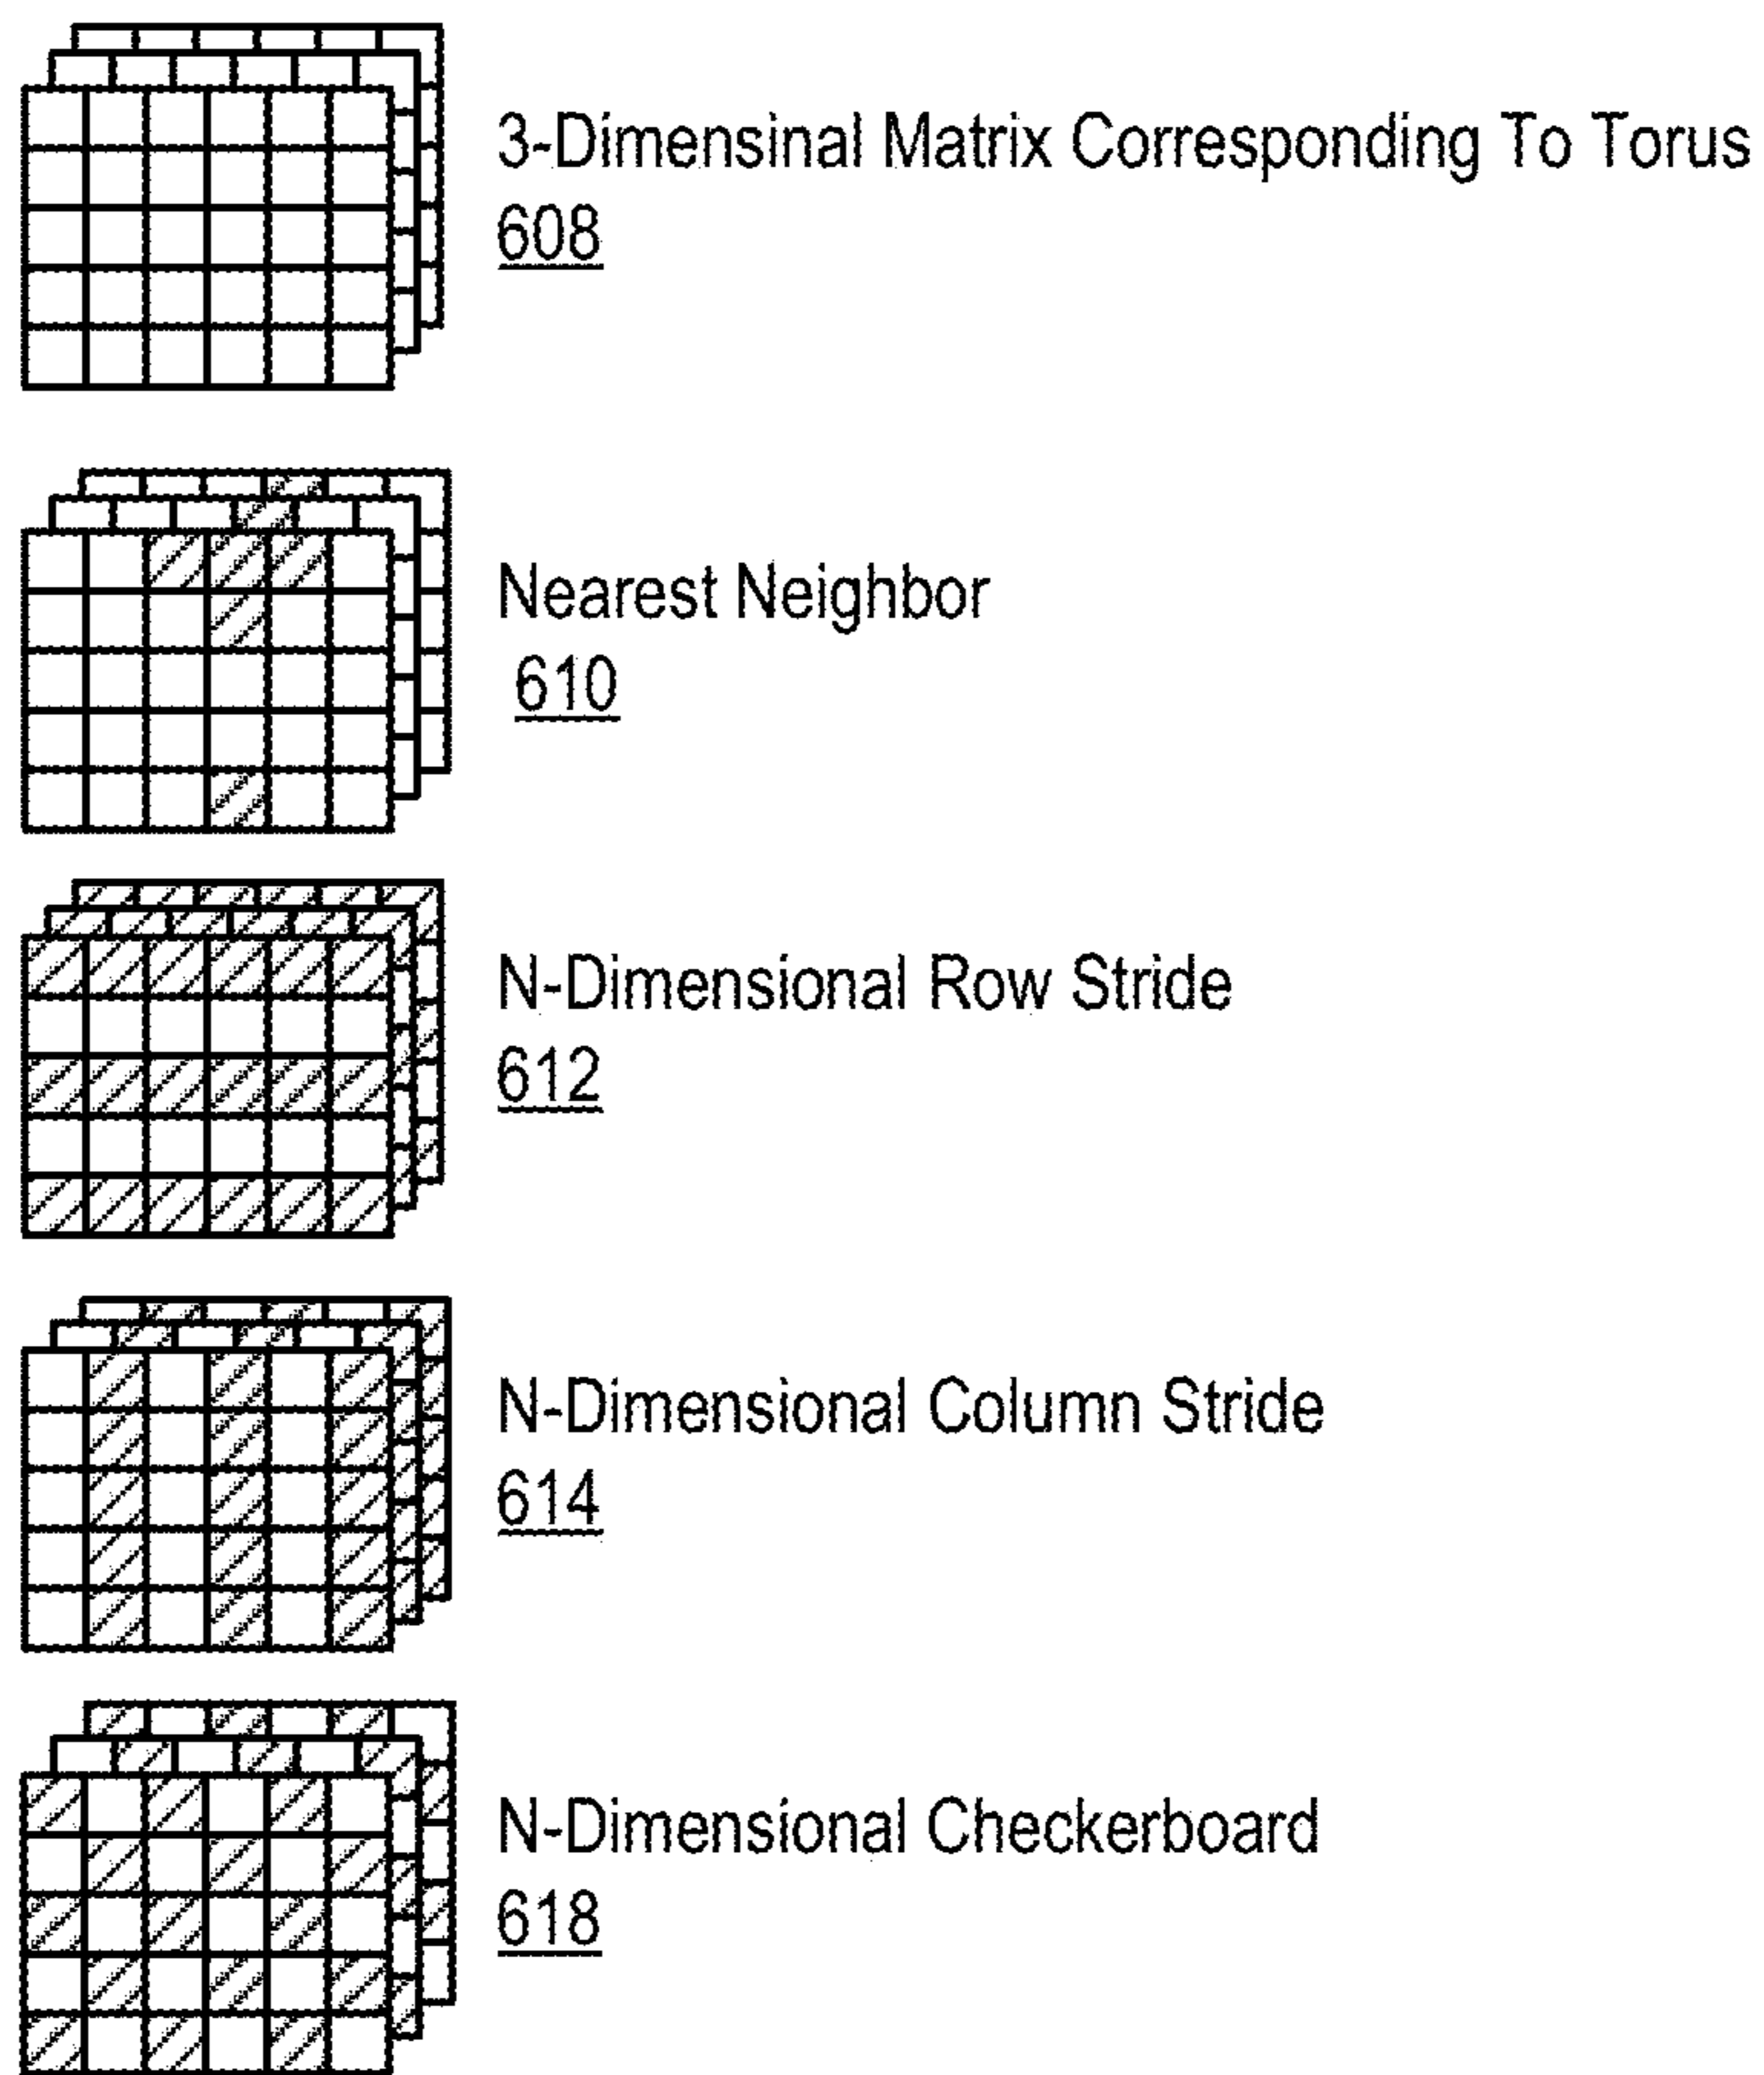 3-Dimensinal Matrix Corresponding To Torus
608
Nearest Neighbor
610
N-Dimensional Row Stride
612
N-Dimensional Column Stride
614
N-Dimensional Checkerboard
618